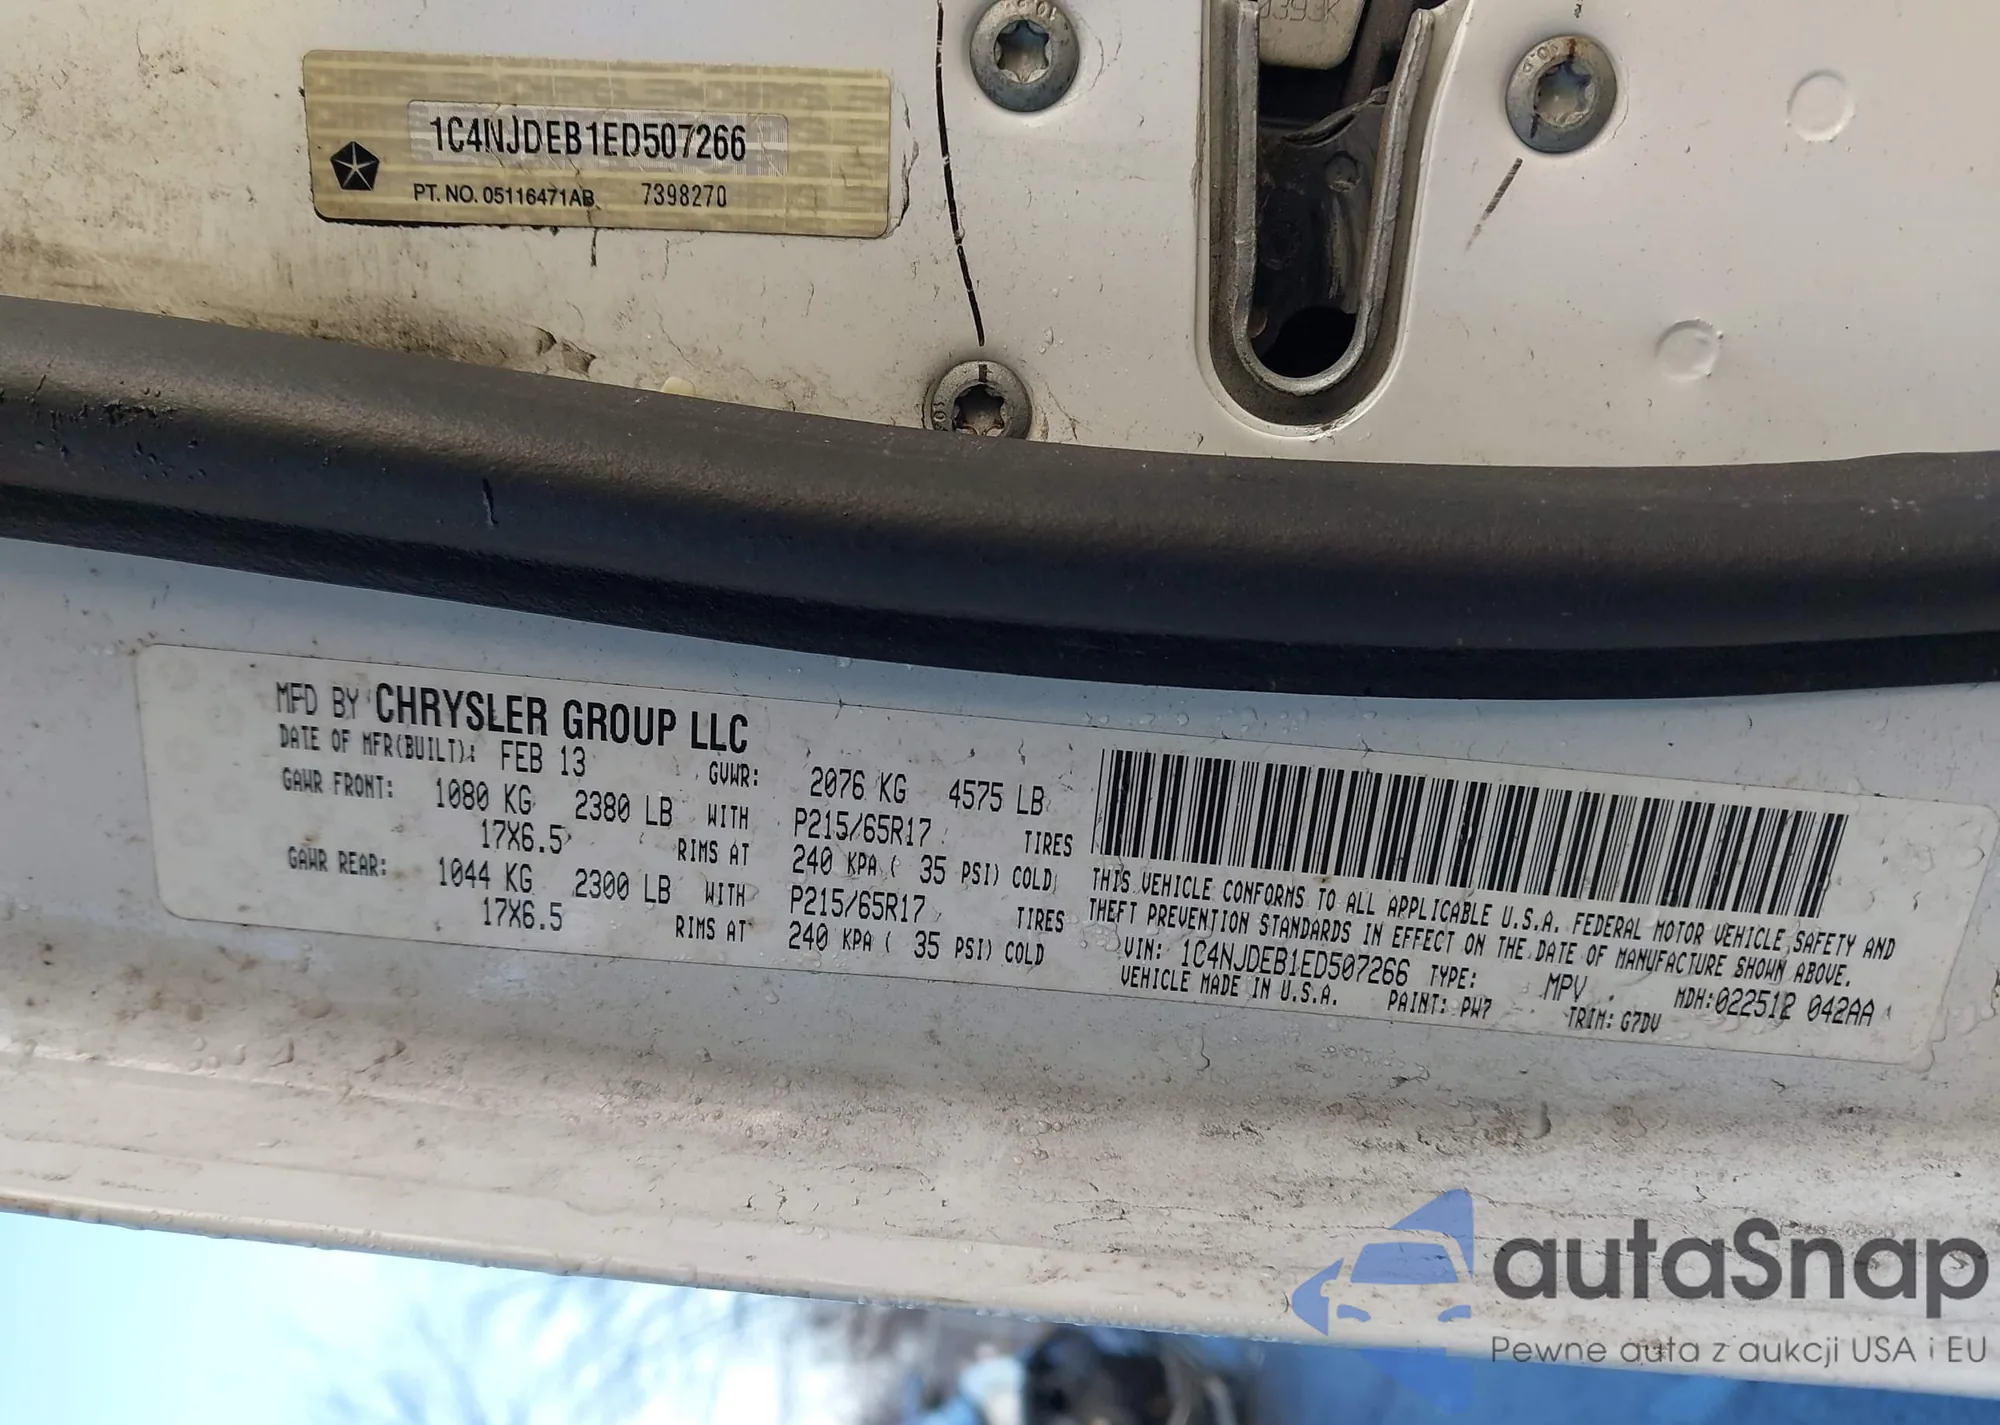 0393K
1C4NJDEB1ED507266
PT. NO. 05116471AB 7398270
MFD BY CHRYSLER GROUP LLC
DATE OF MFR(BUILT): FEB 13 GVWR: 2076 KG 4575 LB
GAWR FRONT: 1080 KG 2380 LB WITH P215/65R17 TIRES
17X6.5 RIMS AT 240 KPA ( 35 PSI) COLD
GAWR REAR: 1044 KG 2300 LB WITH P215/65R17 TIRES
17X6.5 RIMS AT 240 KPA ( 35 PSI) COLD
THIS VEHICLE CONFORMS TO ALL APPLICABLE U.S.A. FEDERAL MOTOR VEHICLE SAFETY AND
THEFT PREVENTION STANDARDS IN EFFECT ON THE DATE OF MANUFACTURE SHOWN ABOVE.
VIN: 1C4NJDEB1ED507266 TYPE: MPV MDH:022512 042AA
VEHICLE MADE IN U.S.A. PAINT: PW7 TRIM: G7DV
autaSnap
Pewne auta z aukcji USA i EU